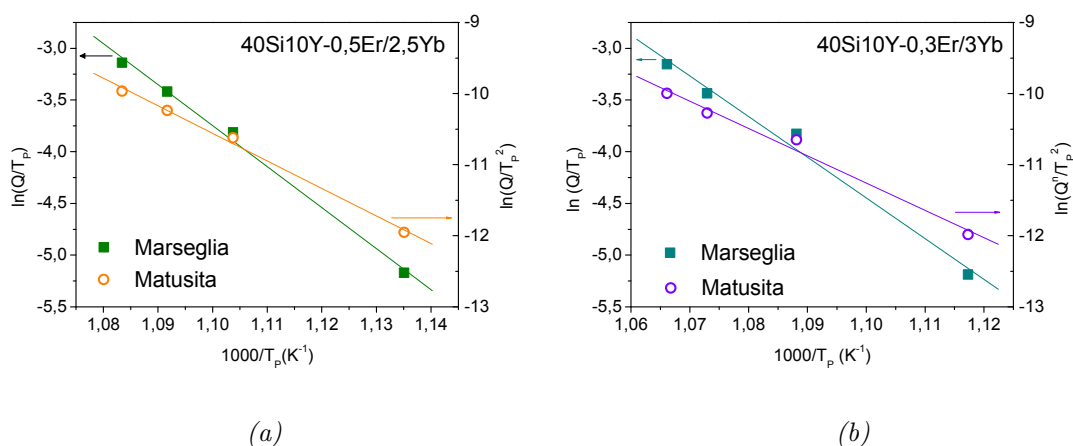 40Si10Y-0,5Er/2,5Yb
ln(Q/T_P)
-3,0
-3,5
-4,0
-4,5
-5,0
-5,5
-9
-10
-11
-12
-13
ln(Q/T_P^2)
Marseglia
Matusita
1,08 1,09 1,10 1,11 1,12 1,13 1,14
1000/T_P(K^-1)
(a)
40Si10Y-0,3Er/3Yb
ln (Q/T_P)
-3,0
-3,5
-4,0
-4,5
-5,0
-5,5
-9
-10
-11
-12
-13
ln(Q^n/T_P^2)
Marseglia
Matusita
1,06 1,07 1,08 1,09 1,10 1,11 1,12
1000/T_P (K^-1)
(b)